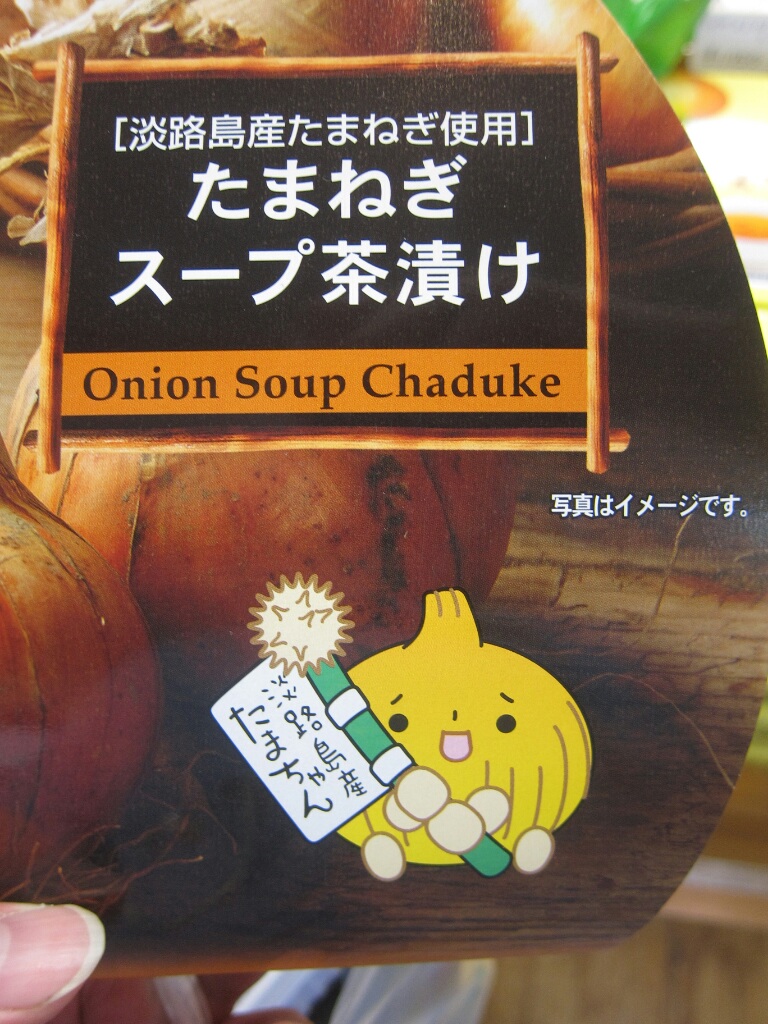 [淡路島産たまねぎ使用]
たまねぎ
スープ茶漬け
Onion Soup Chaduke
写真はイメージです。
淡路島産
たまちゃん